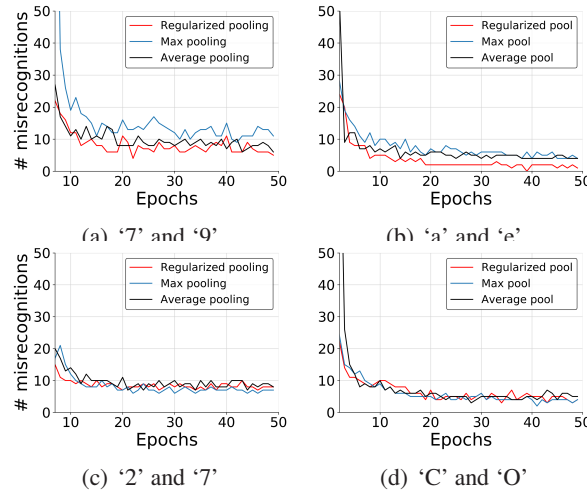 50
40
30
20
10
0
# misrecognitions
Regularized pooling
Max pooling
Average pooling
10 20 30 40 50
Epochs
(a) ‘7’ and ‘9’
50
40
30
20
10
0
Regularized pool
Max pool
Average pool
10 20 30 40 50
Epochs
(b) ‘a’ and ‘e’
50
40
30
20
10
0
# misrecognitions
Regularized pooling
Max pooling
Average pooling
10 20 30 40 50
Epochs
(c) ‘2’ and ‘7’
50
40
30
20
10
0
Regularized pool
Max pool
Average pool
10 20 30 40 50
Epochs
(d) ‘C’ and ‘O’